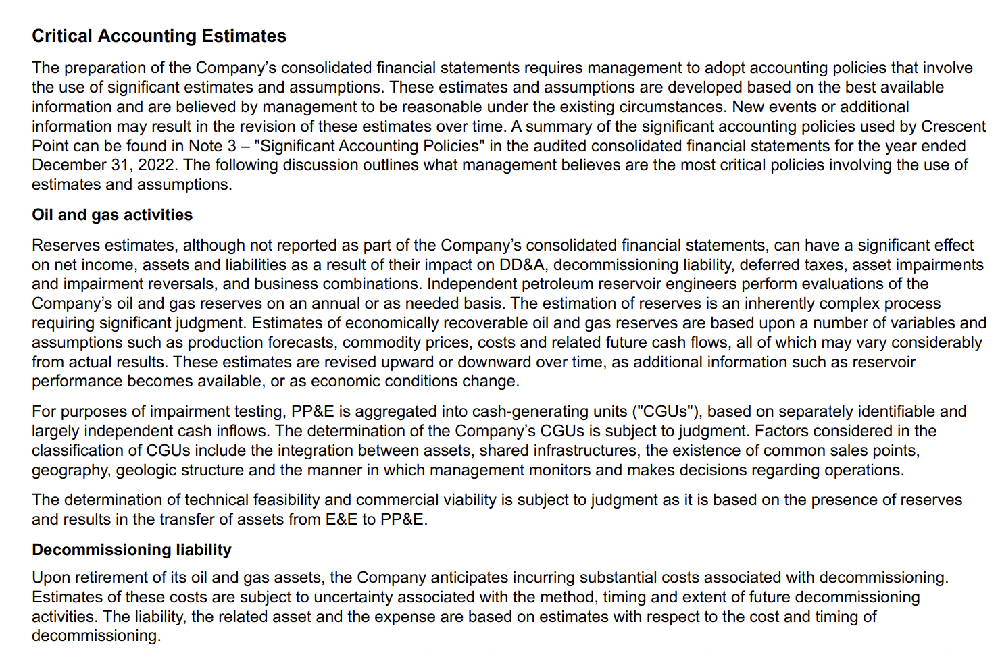 Critical Accounting Estimates
The preparation of the Company's consolidated financial statements requires management to adopt accounting policies that involve
the use of significant estimates and assumptions. These estimates and assumptions are developed based on the best available
information and are believed by management to be reasonable under the existing circumstances. New events or additional
information may result in the revision of these estimates over time. A summary of the significant accounting policies used by Crescent
Point can be found in Note 3 – "Significant Accounting Policies" in the audited consolidated financial statements for the year ended
December 31, 2022. The following discussion outlines what management believes are the most critical policies involving the use of
estimates and assumptions.
Oil and gas activities
Reserves estimates, although not reported as part of the Company's consolidated financial statements, can have a significant effect
on net income, assets and liabilities as a result of their impact on DD&A, decommissioning liability, deferred taxes, asset impairments
and impairment reversals, and business combinations. Independent petroleum reservoir engineers perform evaluations of the
Company's oil and gas reserves on an annual or as needed basis. The estimation of reserves is an inherently complex process
requiring significant judgment. Estimates of economically recoverable oil and gas reserves are based upon a number of variables and
assumptions such as production forecasts, commodity prices, costs and related future cash flows, all of which may vary considerably
from actual results. These estimates are revised upward or downward over time, as additional information such as reservoir
performance becomes available, or as economic conditions change.
For purposes of impairment testing, PP&E is aggregated into cash-generating units ("CGUs"), based on separately identifiable and
largely independent cash inflows. The determination of the Company's CGUs is subject to judgment. Factors considered in the
classification of CGUs include the integration between assets, shared infrastructures, the existence of common sales points,
geography, geologic structure and the manner in which management monitors and makes decisions regarding operations.
The determination of technical feasibility and commercial viability is subject to judgment as it is based on the presence of reserves
and results in the transfer of assets from E&E to PP&E.
Decommissioning liability
Upon retirement of its oil and gas assets, the Company anticipates incurring substantial costs associated with decommissioning.
Estimates of these costs are subject to uncertainty associated with the method, timing and extent of future decommissioning
activities. The liability, the related asset and the expense are based on estimates with respect to the cost and timing of
decommissioning.